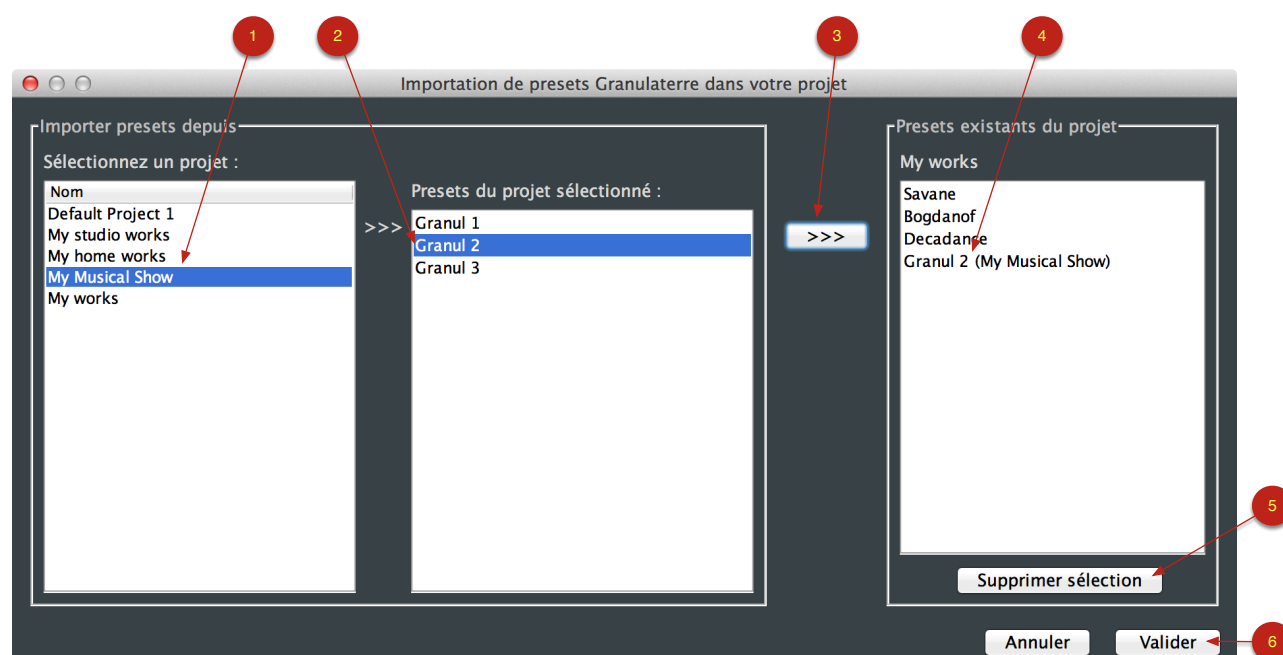 1
2
3
4
Importation de presets Granulaterre dans votre projet
Importer presets depuis
Sélectionnez un projet :
Nom
Default Project 1
My studio works
My home works
My Musical Show
My works
>>>
Presets du projet sélectionné :
Granul 1
Granul 2
Granul 3
>>>
Presets existants du projet
My works
Savane
Bogdanof
Decadance
Granul 2 (My Musical Show)
5
Supprimer sélection
Annuler
Valider
6